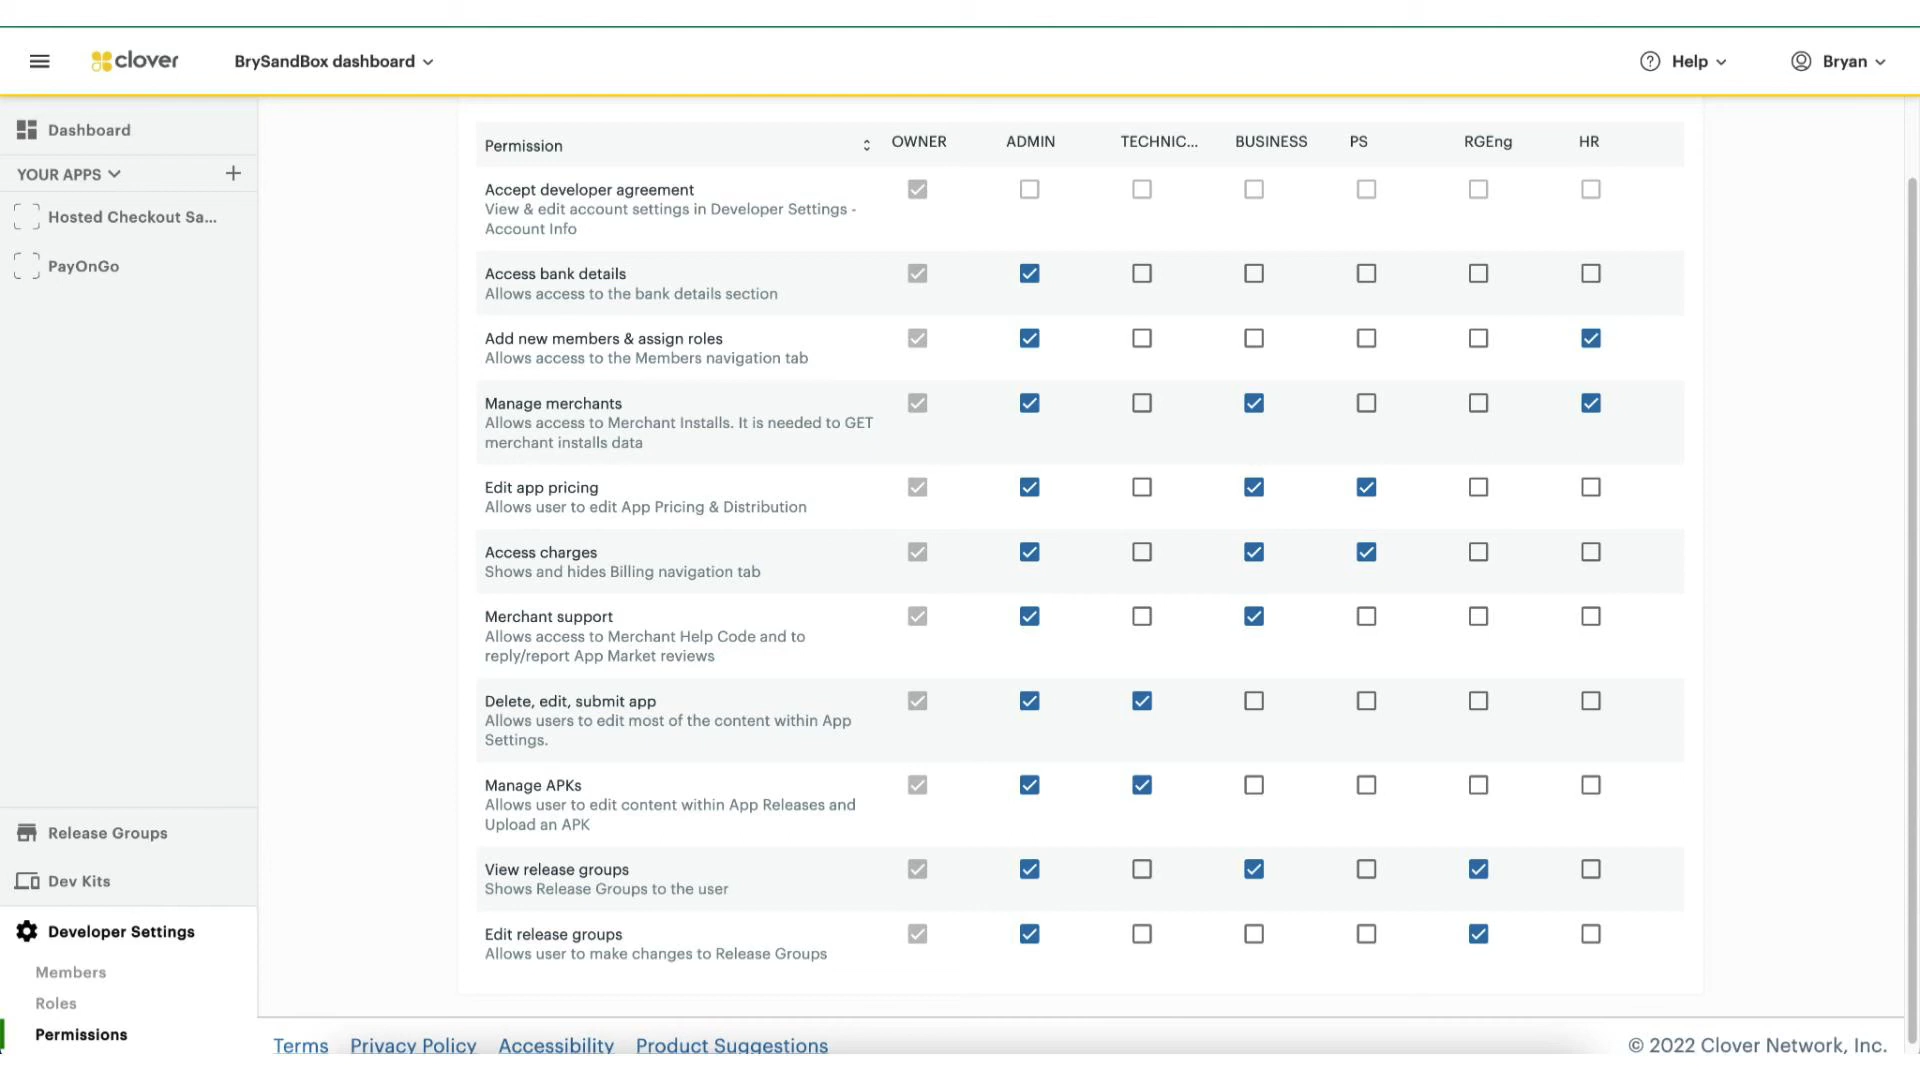 clover
BrySandBox dashboard
Help
Bryan
Dashboard
YOUR APPS
Hosted Checkout Sa...
PayOnGo
Release Groups
Dev Kits
Developer Settings
Members
Roles
Permissions
Permission OWNER ADMIN TECHNIC... BUSINESS PS RGEng HR
Accept developer agreement
View & edit account settings in Developer Settings -
Account Info
Access bank details
Allows access to the bank details section
Add new members & assign roles
Allows access to the Members navigation tab
Manage merchants
Allows access to Merchant Installs. It is needed to GET
merchant installs data
Edit app pricing
Allows user to edit App Pricing & Distribution
Access charges
Shows and hides Billing navigation tab
Merchant support
Allows access to Merchant Help Code and to
reply/report App Market reviews
Delete, edit, submit app
Allows users to edit most of the content within App
Settings.
Manage APKs
Allows user to edit content within App Releases and
Upload an APK
View release groups
Shows Release Groups to the user
Edit release groups
Allows user to make changes to Release Groups
Terms Privacy Policy Accessibility Product Suggestions
© 2022 Clover Network, Inc.